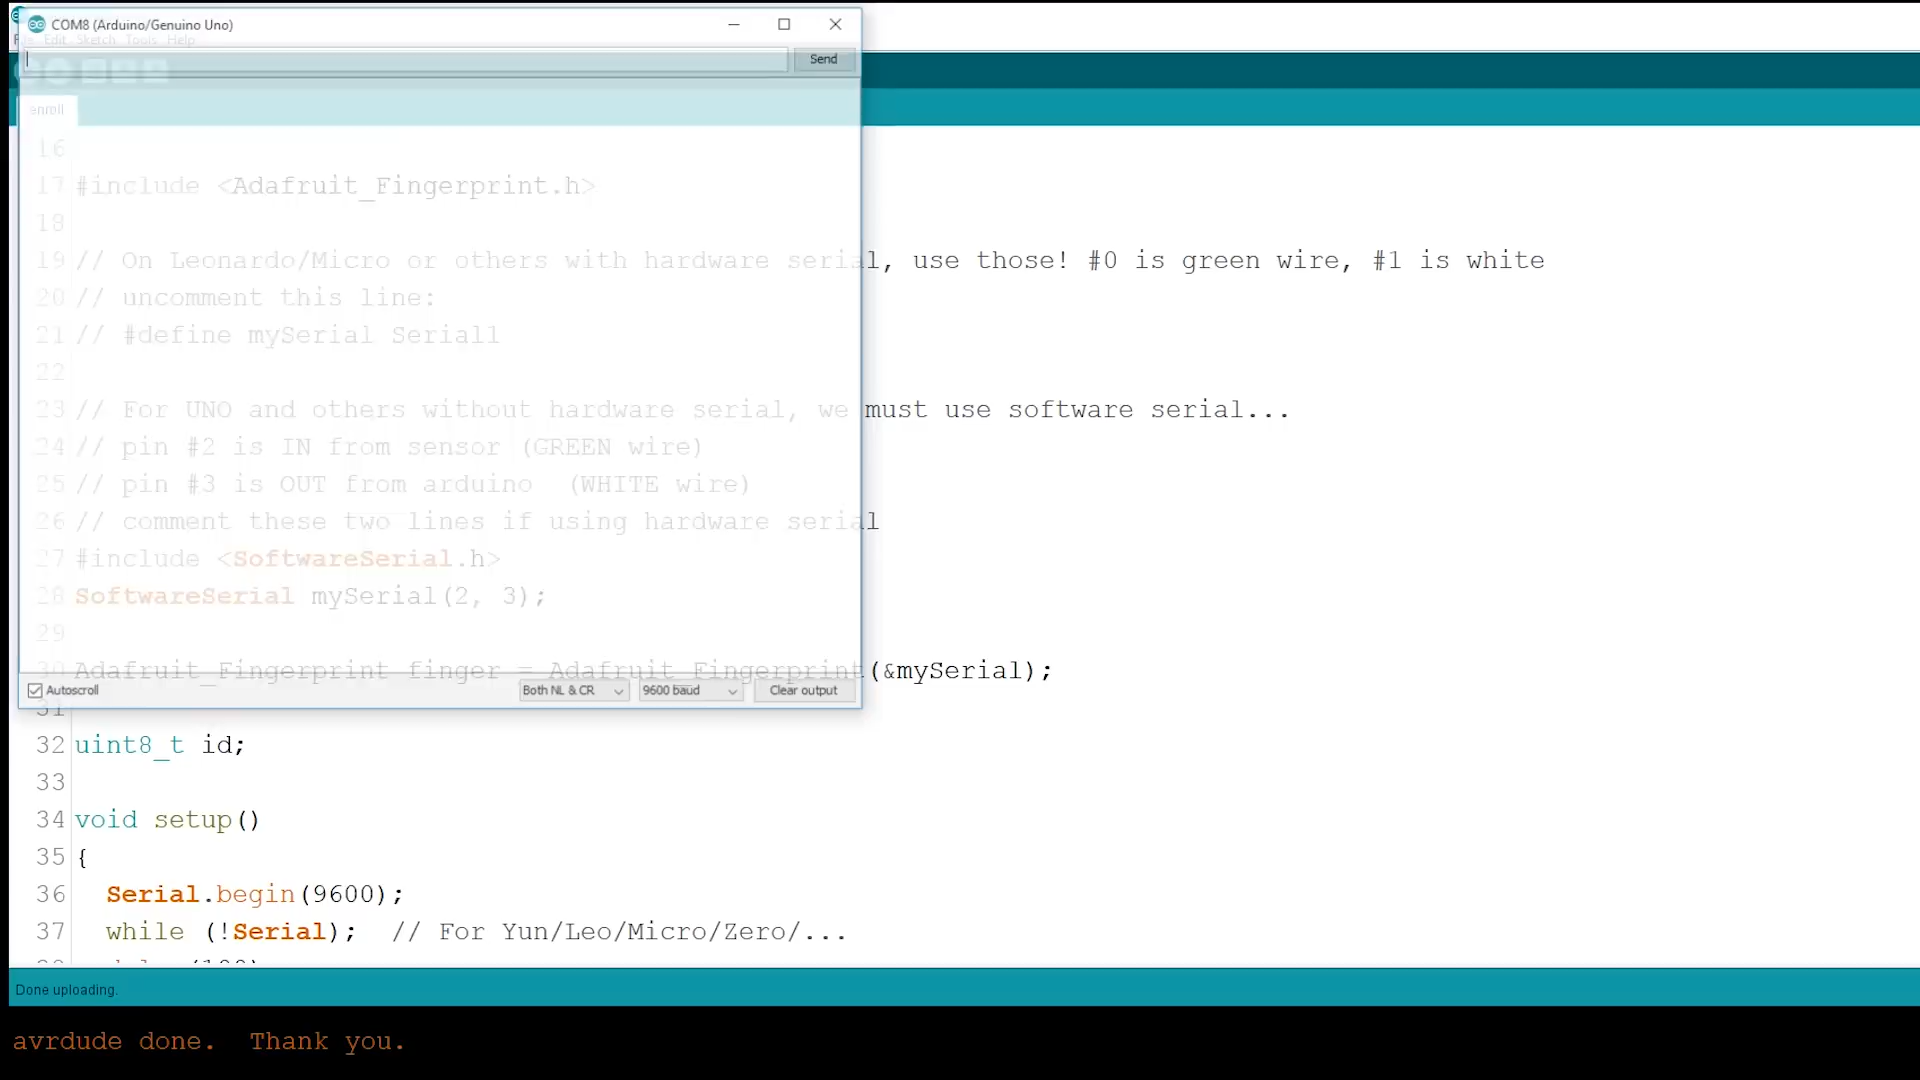 COM8 (Arduino/Genuino Uno)
Edit Sketch Tools Help
Send
enroll
16
17 #include <Adafruit_Fingerprint.h>
18
19 // On Leonardo/Micro or others with hardware serial, use those! #0 is green wire, #1 is white
20 // uncomment this line:
21 // #define mySerial Serial1
22
23 // For UNO and others without hardware serial, we must use software serial...
24 // pin #2 is IN from sensor (GREEN wire)
25 // pin #3 is OUT from arduino  (WHITE wire)
26 // comment these two lines if using hardware serial
27 #include <SoftwareSerial.h>
28 SoftwareSerial mySerial(2, 3);
29
30 Adafruit_Fingerprint finger = Adafruit_Fingerprint(&mySerial);
Autoscroll Both NL & CR 9600 baud Clear output
31
32 uint8_t id;
33
34 void setup()
35 {
36 Serial.begin(9600);
37 while (!Serial);  // For Yun/Leo/Micro/Zero/...
Done uploading.
avrdude done.  Thank you.